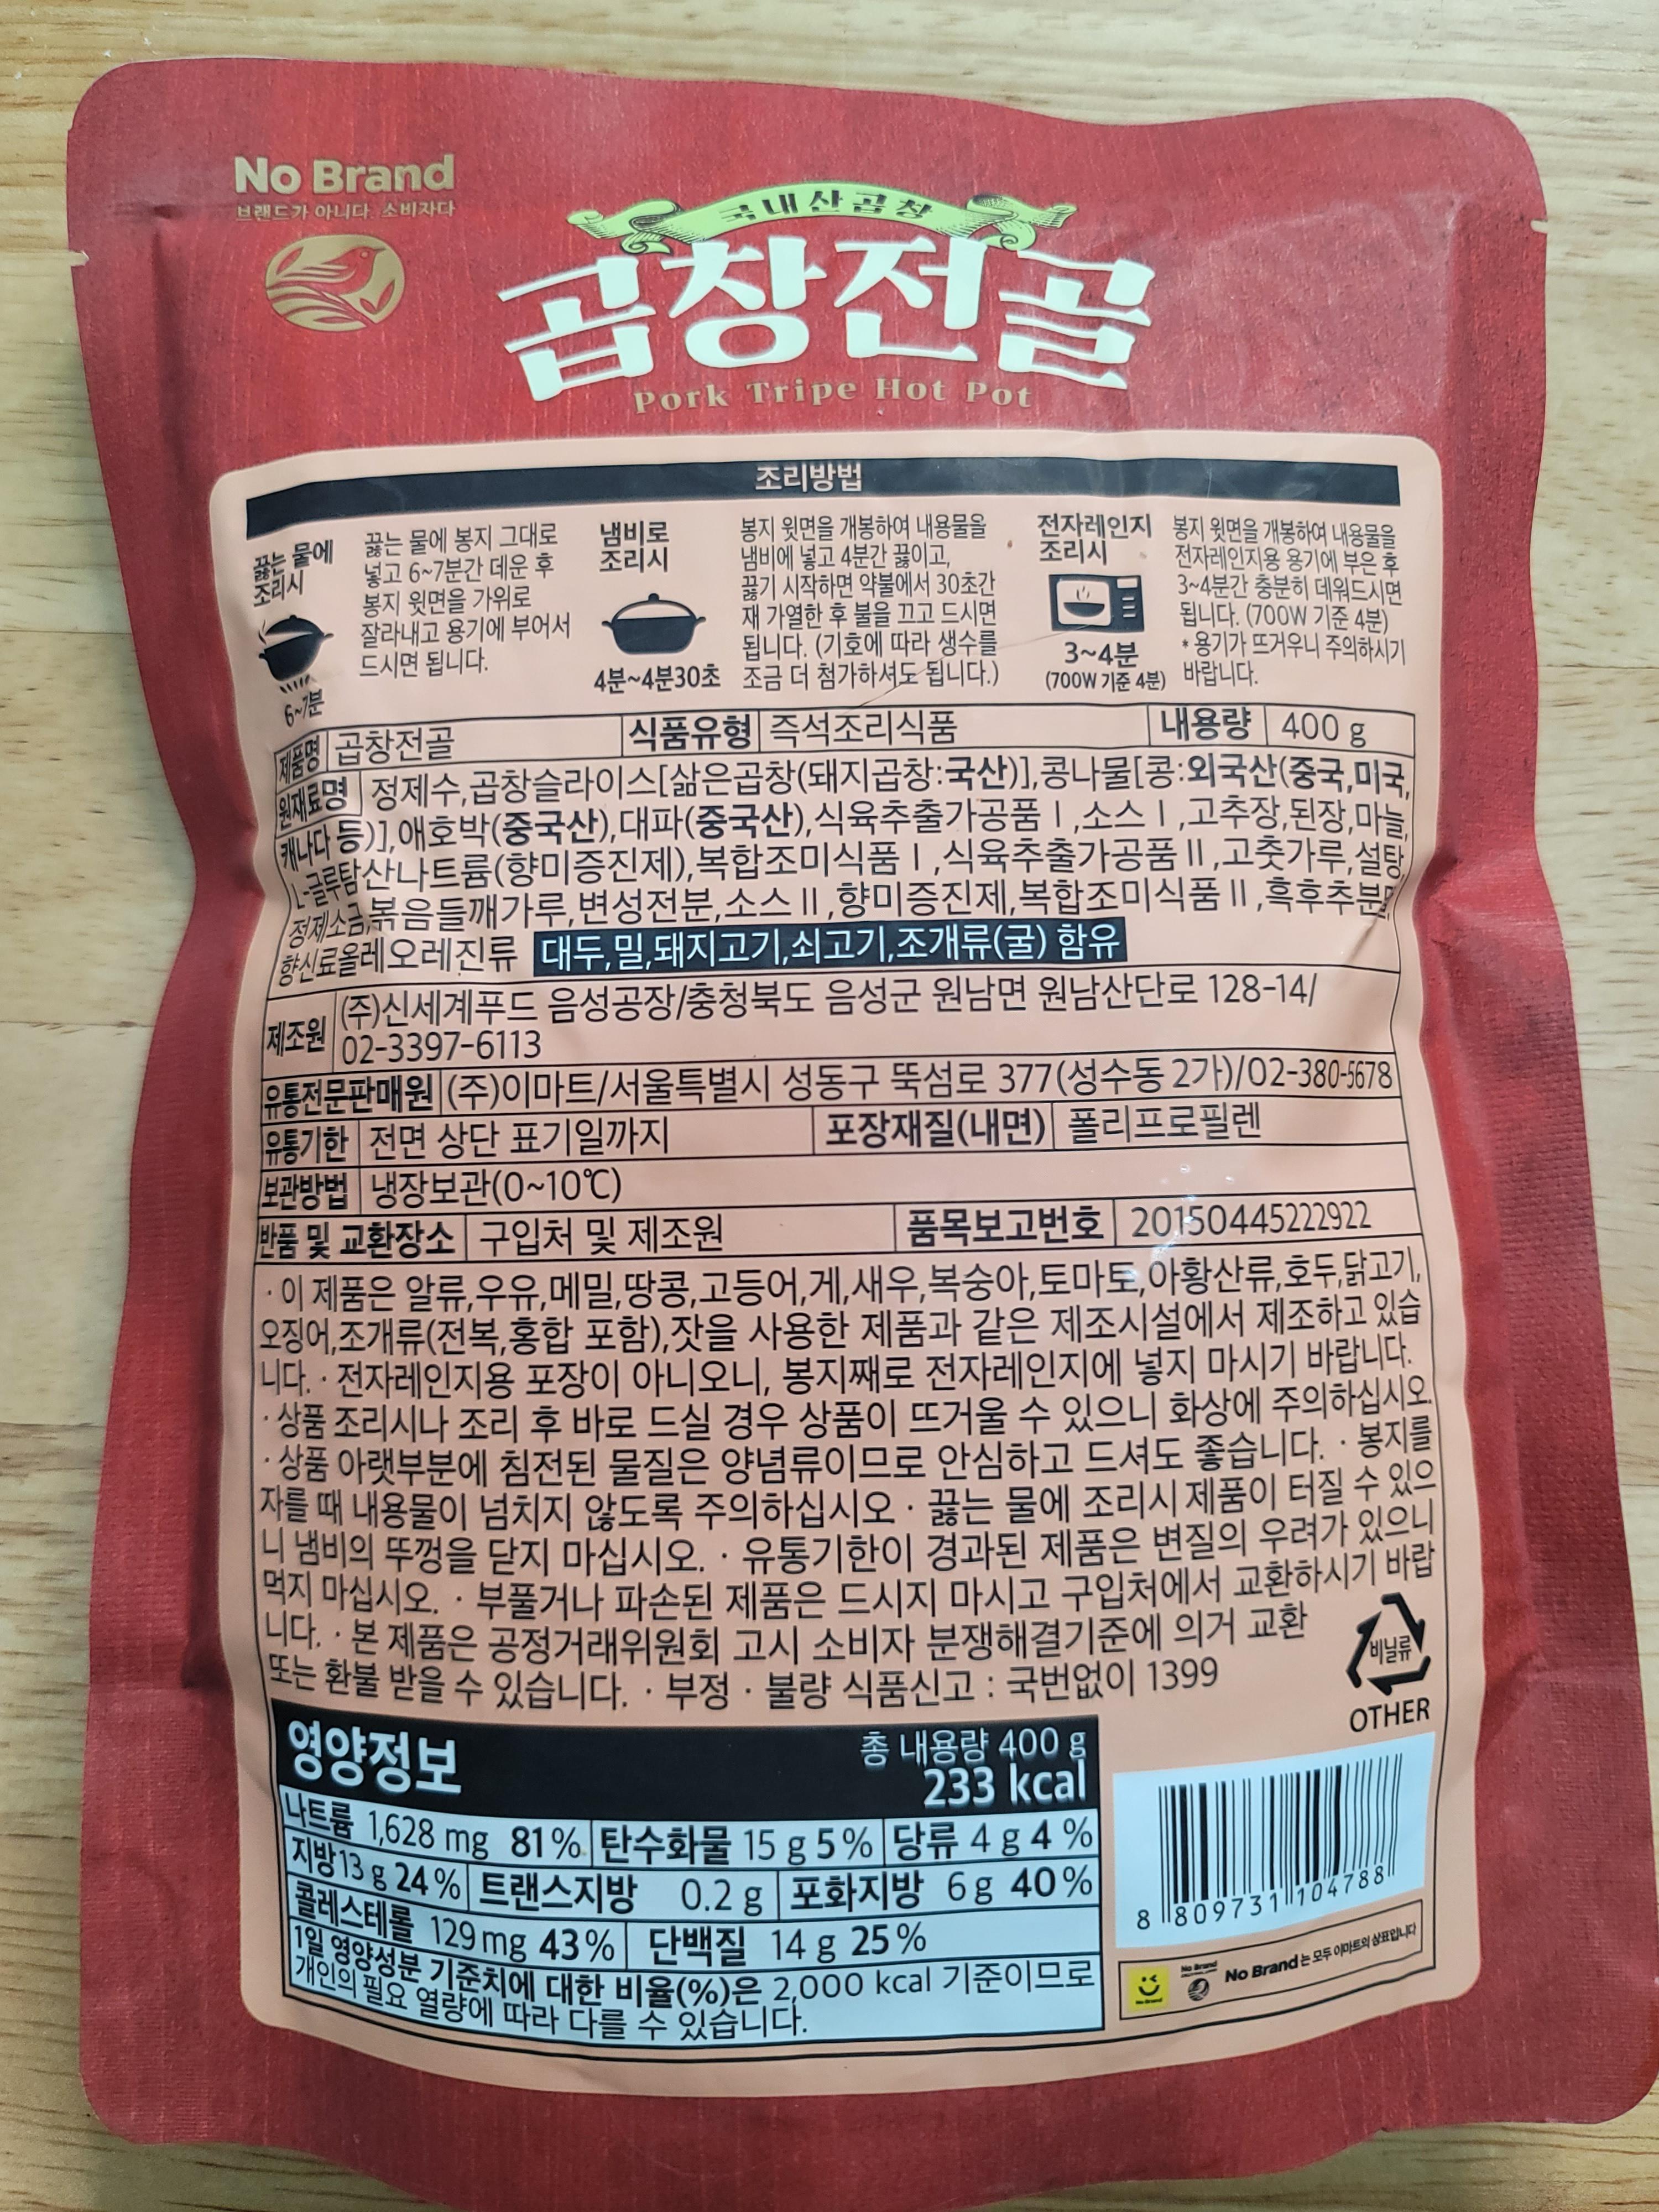 No Brand
브랜드가 아니다. 소비자다
국내산곱창
곱창전골
Pork Tripe Hot Pot
조리방법
끓는 물에
조리시
6~7분
끓는 물에 봉지 그대로
넣고 6~7분간 데운 후
봉지 윗면을 가위로
잘라내고 용기에 부어서
드시면 됩니다.
냄비로
조리시
4분~4분30초
봉지 윗면을 개봉하여 내용물을
냄비에 넣고 4분간 끓이고,
끓기 시작하면 약불에서 30초간
재 가열한 후 불을 끄고 드시면
됩니다. (기호에 따라 생수를
조금 더 첨가하셔도 됩니다.)
전자레인지
조리시
3~4분
(700W 기준 4분)
봉지 윗면을 개봉하여 내용물을
전자레인지용 용기에 부은 후
3~4분간 충분히 데워드시면
됩니다. (700W 기준 4분)
* 용기가 뜨거우니 주의하시기
바랍니다.
제품명 곱창전골 식품유형 즉석조리식품 내용량 400 g
원재료명 정제수,곱창슬라이스[삶은곱창(돼지곱창:국산)],콩나물[콩:외국산(중국,미국,
캐나다 등)],애호박(중국산),대파(중국산),식육추출가공품Ⅰ,소스Ⅰ,고추장,된장,마늘,
L-글루탐산나트륨(향미증진제),복합조미식품Ⅰ,식육추출가공품Ⅱ,고춧가루,설탕,
정제소금,볶음들깨가루,변성전분,소스Ⅱ,향미증진제,복합조미식품Ⅱ,흑후추분말,
향신료올레오레진류 대두,밀,돼지고기,쇠고기,조개류(굴) 함유
제조원 (주)신세계푸드 음성공장/충청북도 음성군 원남면 원남산단로 128-14/
02-3397-6113
유통전문판매원 (주)이마트/서울특별시 성동구 뚝섬로 377(성수동 2가)/02-380-5678
유통기한 전면 상단 표기일까지 포장재질(내면) 폴리프로필렌
보관방법 냉장보관(0~10℃)
반품 및 교환장소 구입처 및 제조원 품목보고번호 20150445222922
· 이 제품은 알류,우유,메밀,땅콩,고등어,게,새우,복숭아,토마토,아황산류,호두,닭고기,
오징어,조개류(전복,홍합 포함),잣을 사용한 제품과 같은 제조시설에서 제조하고 있습
니다. · 전자레인지용 포장이 아니오니, 봉지째로 전자레인지에 넣지 마시기 바랍니다.
· 상품 조리시나 조리 후 바로 드실 경우 상품이 뜨거울 수 있으니 화상에 주의하십시오.
· 상품 아랫부분에 침전된 물질은 양념류이므로 안심하고 드셔도 좋습니다. · 봉지를
자를 때 내용물이 넘치지 않도록 주의하십시오 · 끓는 물에 조리시 제품이 터질 수 있으
니 냄비의 뚜껑을 닫지 마십시오. · 유통기한이 경과된 제품은 변질의 우려가 있으니
먹지 마십시오. · 부풀거나 파손된 제품은 드시지 마시고 구입처에서 교환하시기 바랍
니다. · 본 제품은 공정거래위원회 고시 소비자 분쟁해결기준에 의거 교환
또는 환불 받을 수 있습니다. · 부정 · 불량 식품신고 : 국번없이 1399
비닐류
OTHER
영양정보
총 내용량 400 g
233 kcal
나트륨 1,628 mg 81% 탄수화물 15 g 5% 당류 4 g 4 %
지방13 g 24% 트랜스지방 0.2 g 포화지방 6 g 40%
콜레스테롤 129 mg 43% 단백질 14 g 25%
1일 영양성분 기준치에 대한 비율(%)은 2,000 kcal 기준이므로
개인의 필요 열량에 따라 다를 수 있습니다.
8 809731 104788
No Brand
No Brand는 모두 이마트의 상표입니다